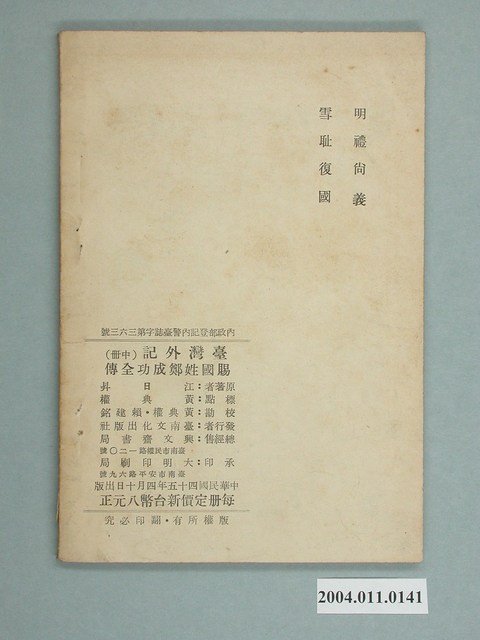 明禮尚義
雪耻復國
內政部登記內警臺誌字第三六三號
臺灣外記(中冊)
賜國姓鄭成功全傳
原著者:江日昇
標點:黃典權
校勘:黃典權・賴建銘
發行者:臺南文化出版社
總經售:興文齋書局
臺南市民權路一二〇號
承印:大明印刷局
臺南市安平路六九號
中華民國四十五年四月十日出版
每册定價新台幣八元正
版權所有・翻印必究
2004.011.0141